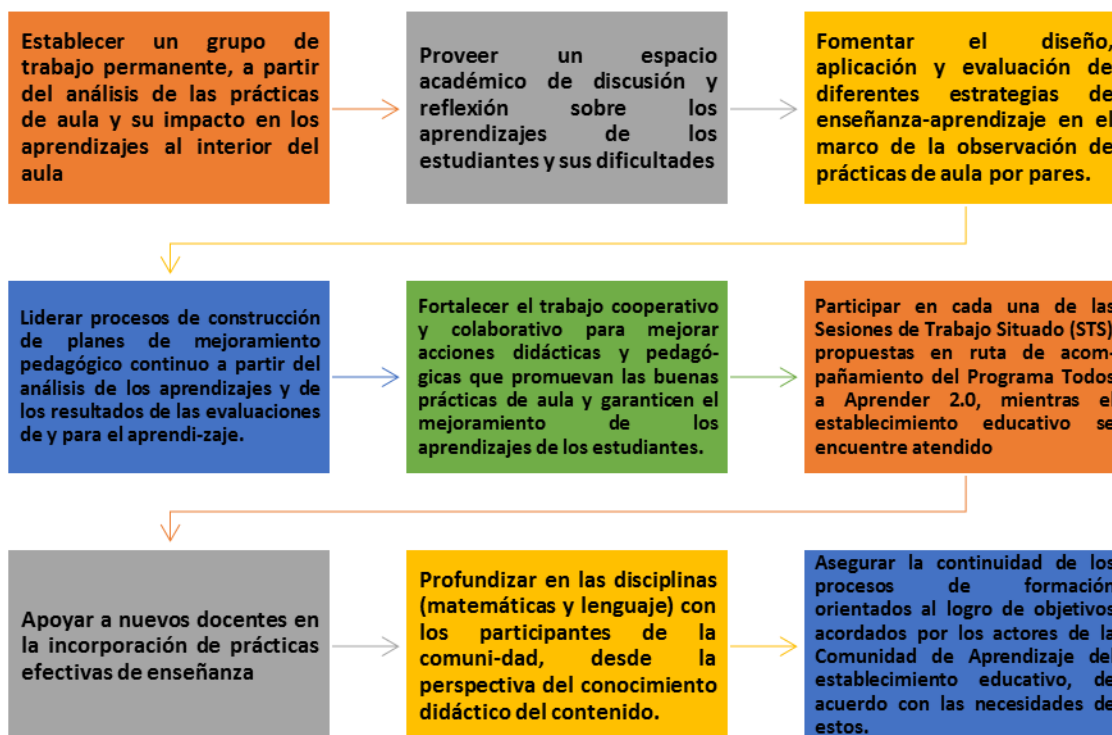 Establecer un grupo de
trabajo permanente, a partir
del análisis de las prácticas
de aula y su impacto en los
aprendizajes al interior del
aula
Proveer un espacio
académico de discusión y
reflexión sobre los
aprendizajes de los
estudiantes y sus dificultades
Fomentar el diseño,
aplicación y evaluación de
diferentes estrategias de
enseñanza-aprendizaje en el
marco de la observación de
prácticas de aula por pares.
Liderar procesos de construcción
de planes de mejoramiento
pedagógico continuo a partir del
análisis de los aprendizajes y de
los resultados de las evaluaciones
de y para el aprendi-zaje.
Fortalecer el trabajo cooperativo
y colaborativo para mejorar
acciones didácticas y pedagó-
gicas que promuevan las buenas
prácticas de aula y garanticen el
mejoramiento de los
aprendizajes de los estudiantes.
Participar en cada una de las
Sesiones de Trabajo Situado (STS)
propuestas en ruta de acom-
pañamiento del Programa Todos
a Aprender 2.0, mientras el
establecimiento educativo se
encuentre atendido
Apoyar a nuevos docentes en
la incorporación de prácticas
efectivas de enseñanza
Profundizar en las disciplinas
(matemáticas y lenguaje) con
los participantes de la
comuni-dad, desde la
perspectiva del conocimiento
didáctico del contenido.
Asegurar la continuidad de los
procesos de formación
orientados al logro de objetivos
acordados por los actores de la
Comunidad de Aprendizaje del
establecimiento educativo, de
acuerdo con las necesidades de
estos.